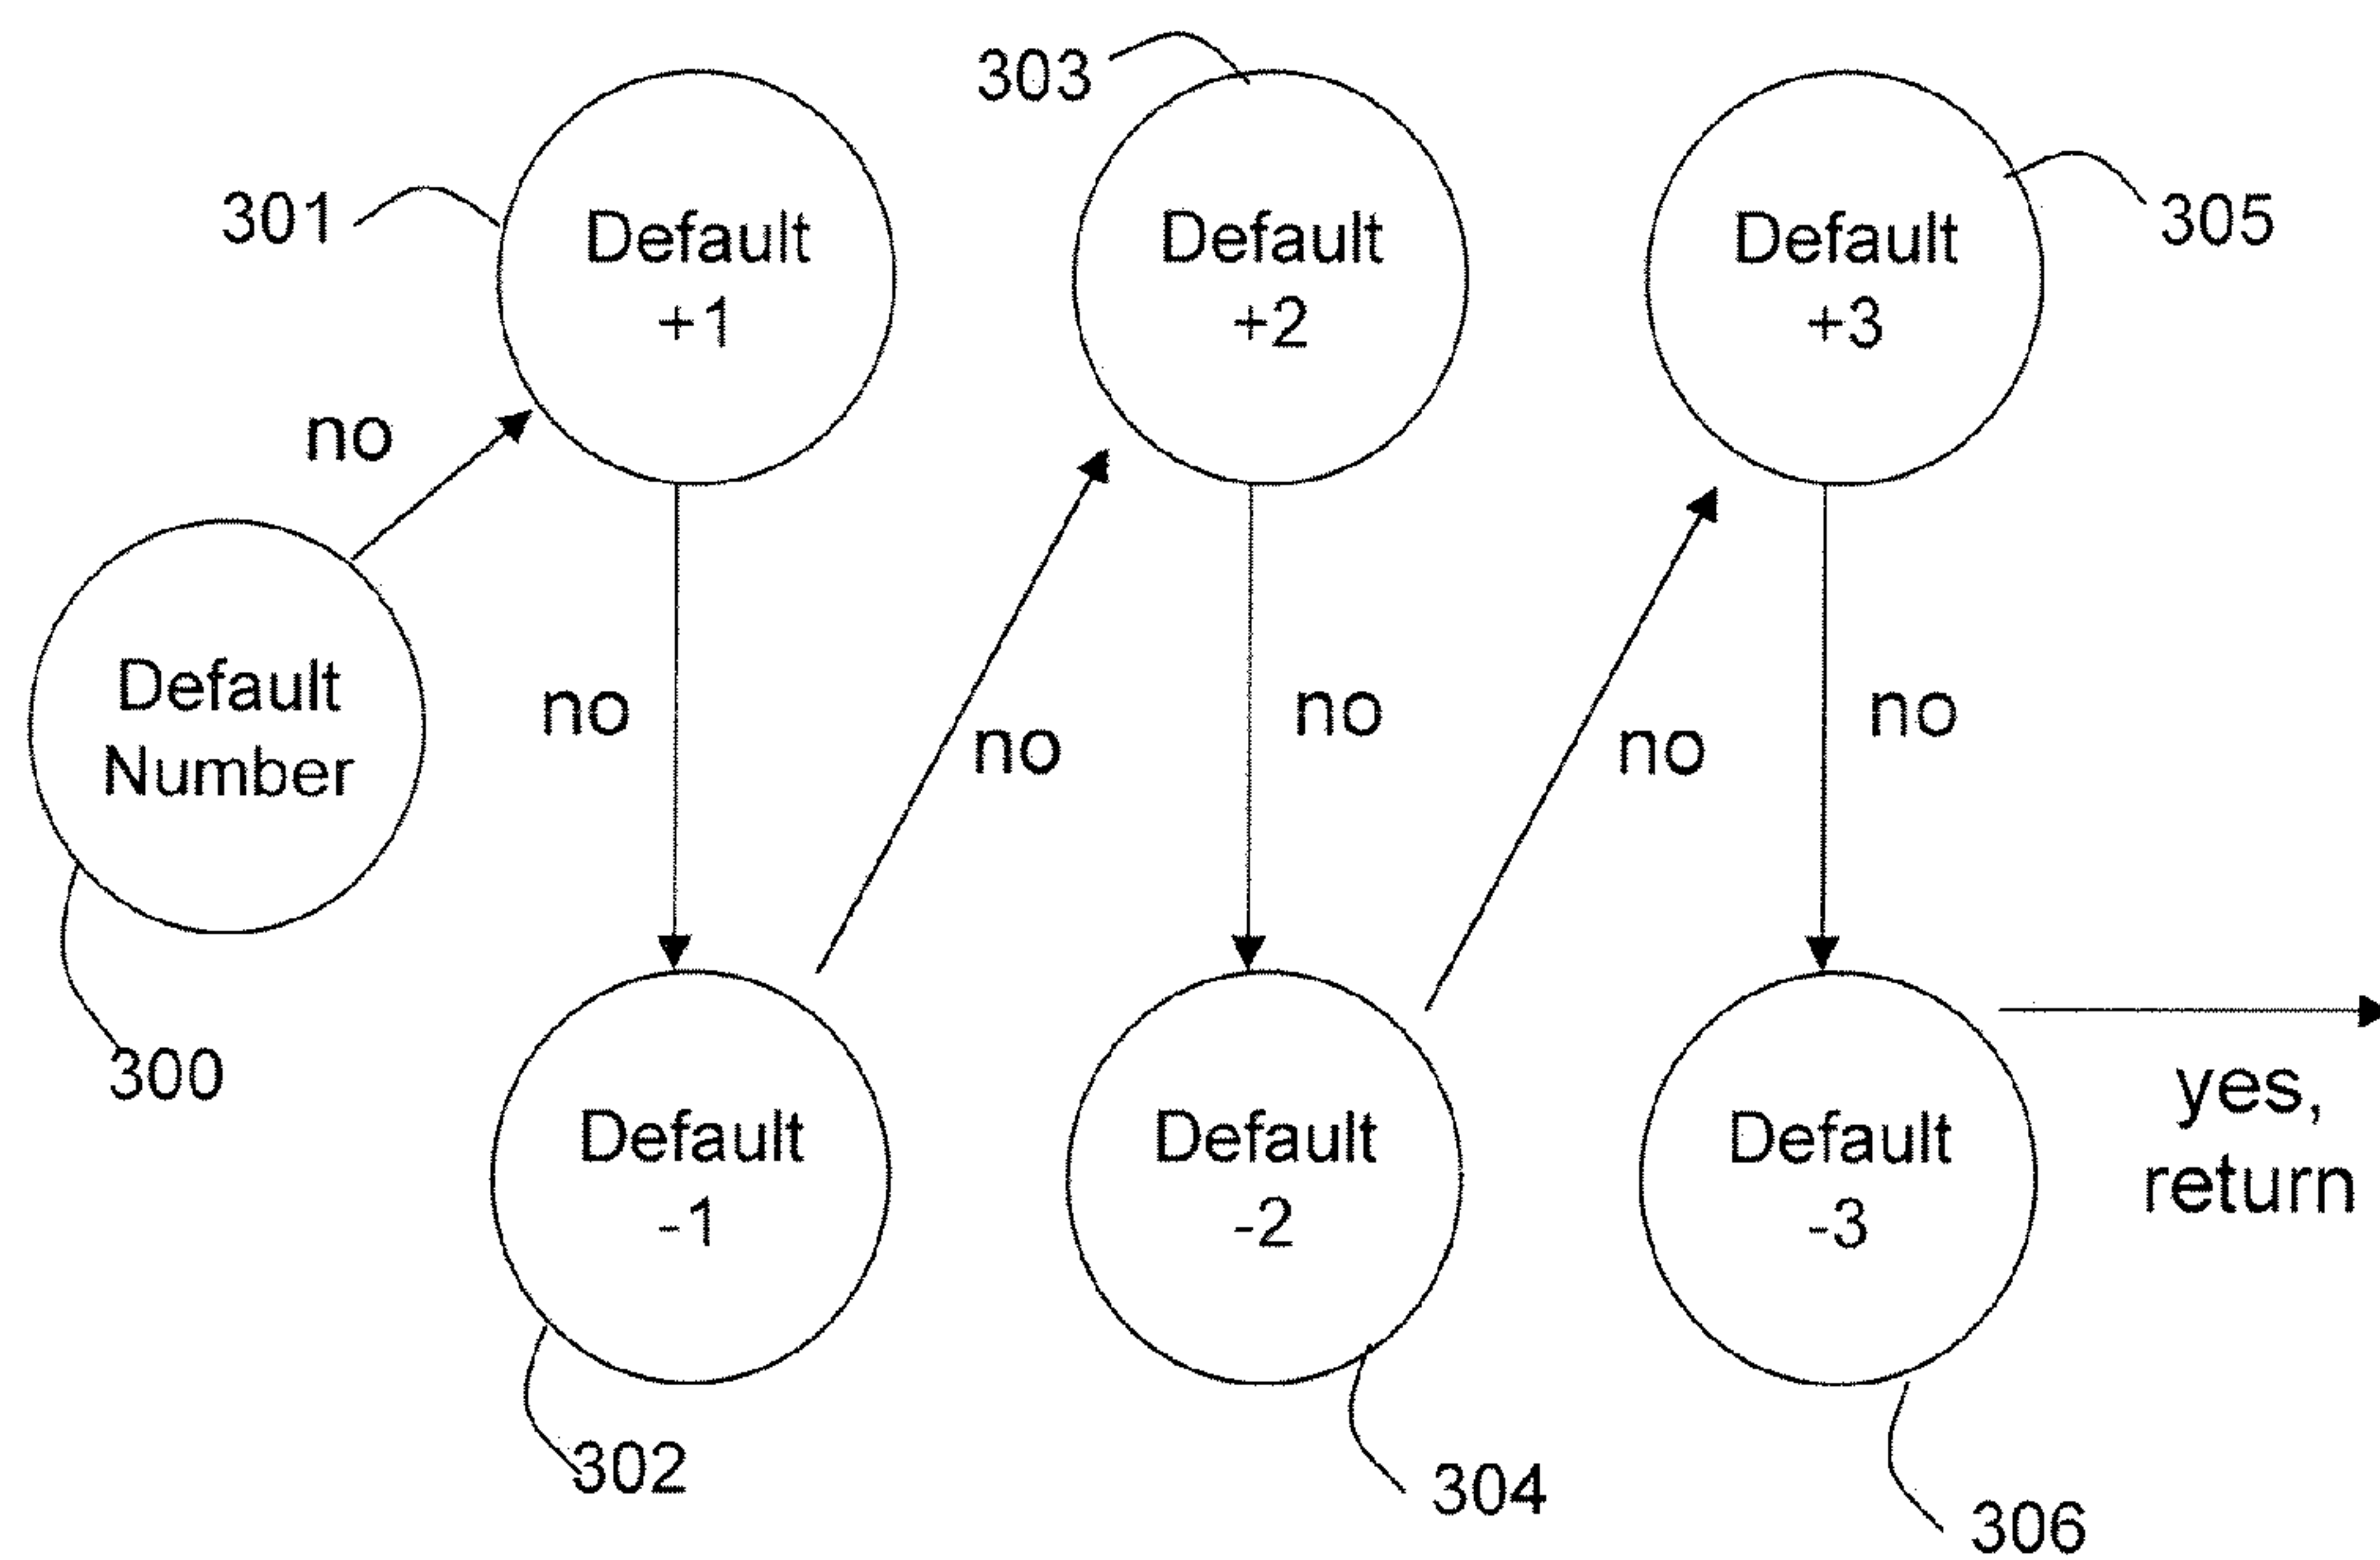 303
301
Default
+1
Default
+2
Default
+3
305
no
Default
Number
no
no
no
no
no
300
Default
-1
Default
-2
Default
-3
yes,
return
302
304
306